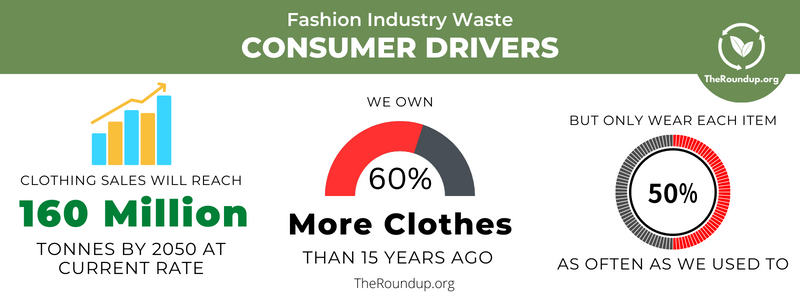 Fashion Industry Waste
CONSUMER DRIVERS
TheRoundup.org
CLOTHING SALES WILL REACH
160 Million
TONNES BY 2050 AT
CURRENT RATE
WE OWN
60%
More Clothes
THAN 15 YEARS AGO
TheRoundup.org
BUT ONLY WEAR EACH ITEM
50%
AS OFTEN AS WE USED TO